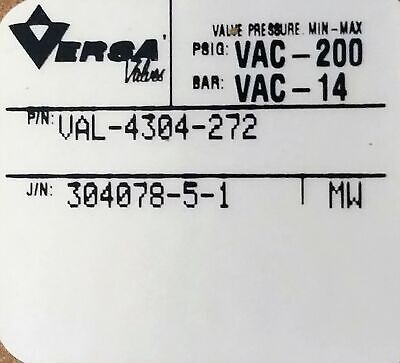 VERSA'
Valves
VALVE PRESSURE MIN-MAX
PSIG: VAC-200
BAR: VAC-14
P/N: VAL-4304-272
J/N: 304078-5-1 MW